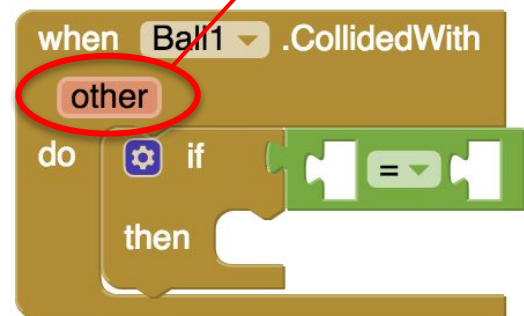 when Ball1 .CollidedWith
other
do if =
then